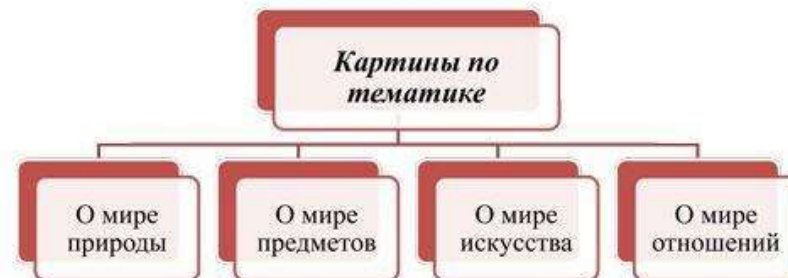 Картины по
тематике
О мире
природы
О мире
предметов
О мире
искусства
О мире
отношений